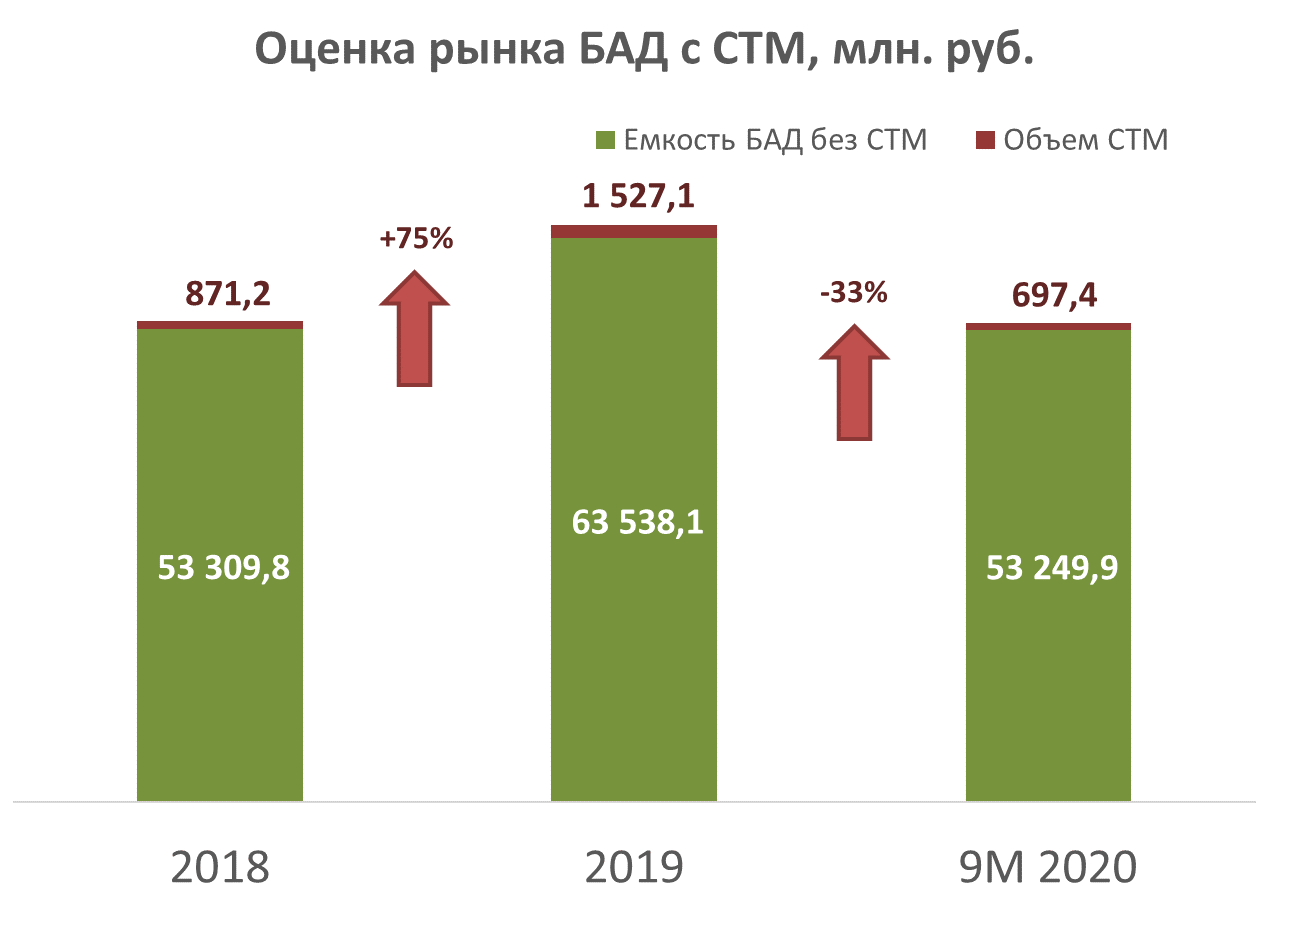 Оценка рынка БАД с СТМ, млн. руб.
Емкость БАД без СТМ
Объем СТМ
1 527,1
+75%
871,2
-33%
697,4
63 538,1
53 309,8
53 249,9
2018
2019
9М 2020